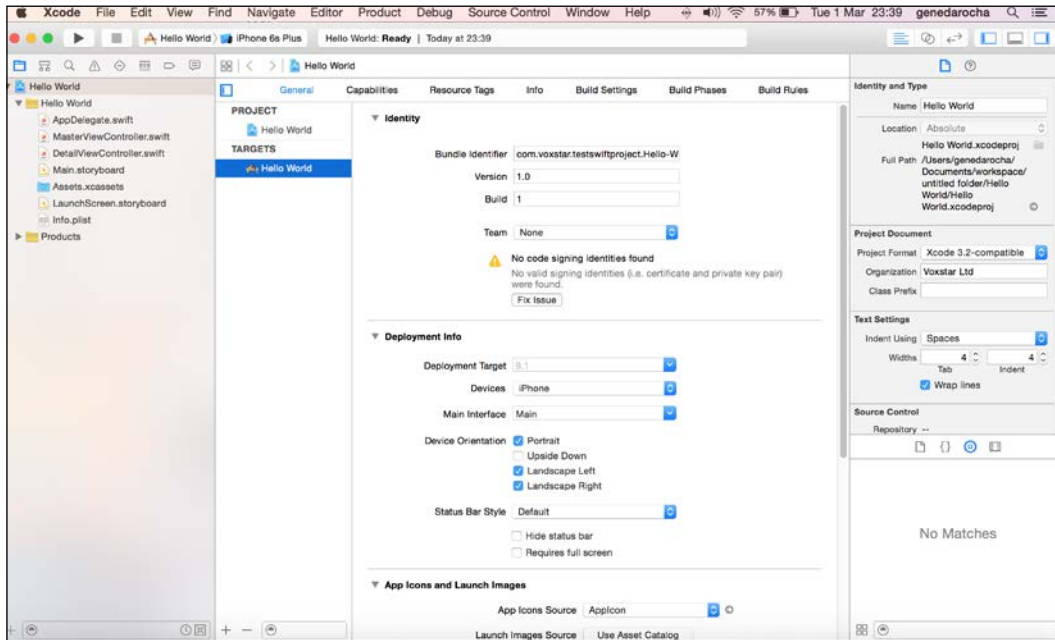 Xcode File Edit View Find Navigate Editor Product Debug Source Control Window Help 57% Tue 1 Mar 23:39 genedarocha
Hello World iPhone 6s Plus Hello World: Ready Today at 23:39
Hello World
Hello World
Hello World
AppDelegate.swift
MasterViewController.swift
DetailViewController.swift
Main.storyboard
Assets.xcassets
LaunchScreen.storyboard
Info.plist
Products
General Capabilities Resource Tags Info Build Settings Build Phases Build Rules
PROJECT
Hello World
TARGETS
Hello World
Identity
Bundle Identifier com.voxstar.testswiftproject.Hello-W
Version 1.0
Build 1
Team None
No code signing identities found
No valid signing identities (i.e. certificate and private key pair)
were found.
Fix Issue
Deployment Info
Deployment Target 9.1
Devices iPhone
Main Interface Main
Device Orientation Portrait
Upside Down
Landscape Left
Landscape Right
Status Bar Style Default
Hide status bar
Requires full screen
App Icons and Launch Images
App Icons Source AppIcon
Launch Images Source Use Asset Catalog
Identity and Type
Name Hello World
Location Absolute
Hello World.xcodeproj
Full Path /Users/genedarocha/
Documents/workspace/
untitled folder/Hello
World/Hello
World.xcodeproj
Project Document
Project Format Xcode 3.2-compatible
Organization Voxstar Ltd
Class Prefix
Text Settings
Indent Using Spaces
Widths 4 4
Tab Indent
Wrap lines
Source Control
Repository --
{}
No Matches